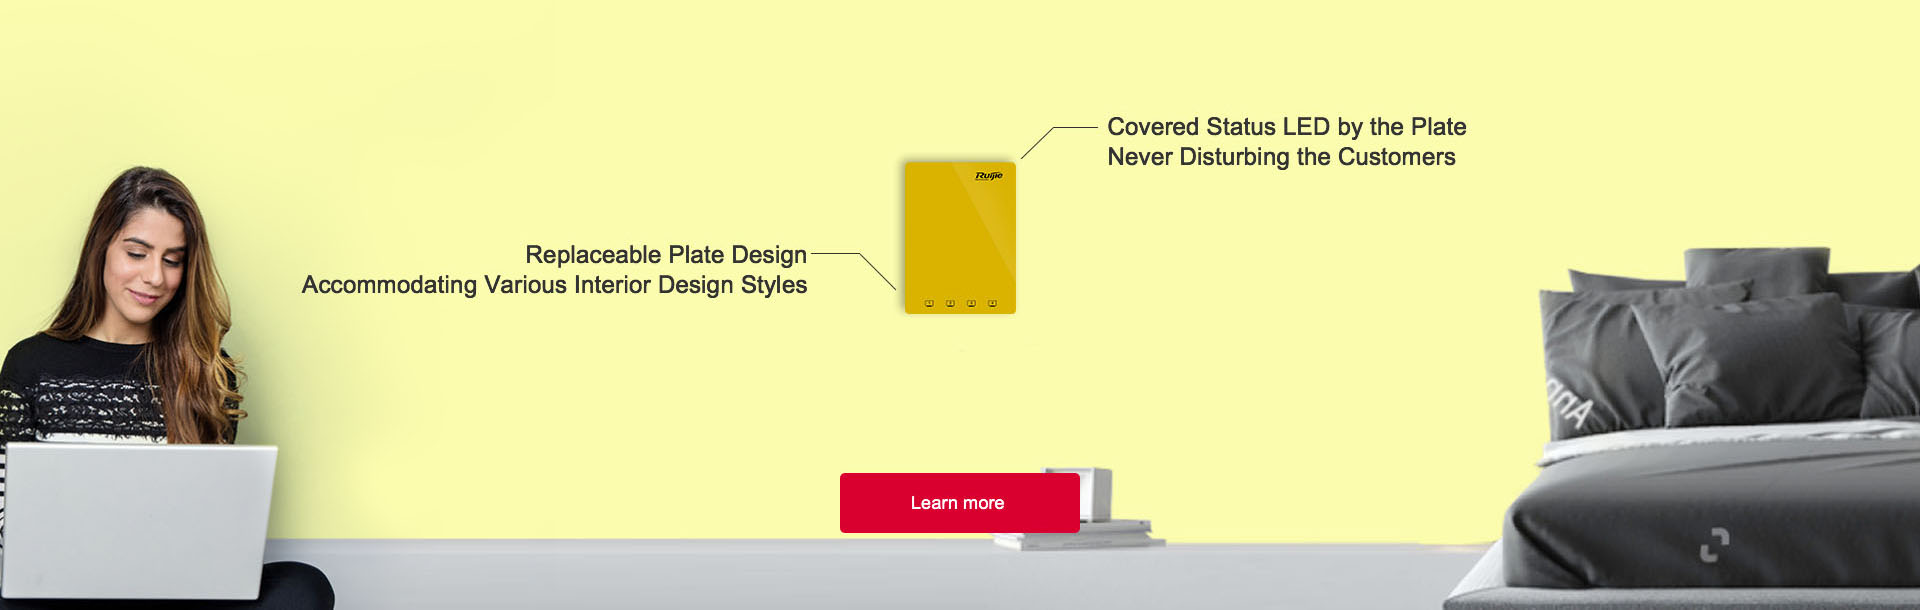 Covered Status LED by the Plate
Never Disturbing the Customers
Ruijie
Replaceable Plate Design
Accommodating Various Interior Design Styles
Learn more